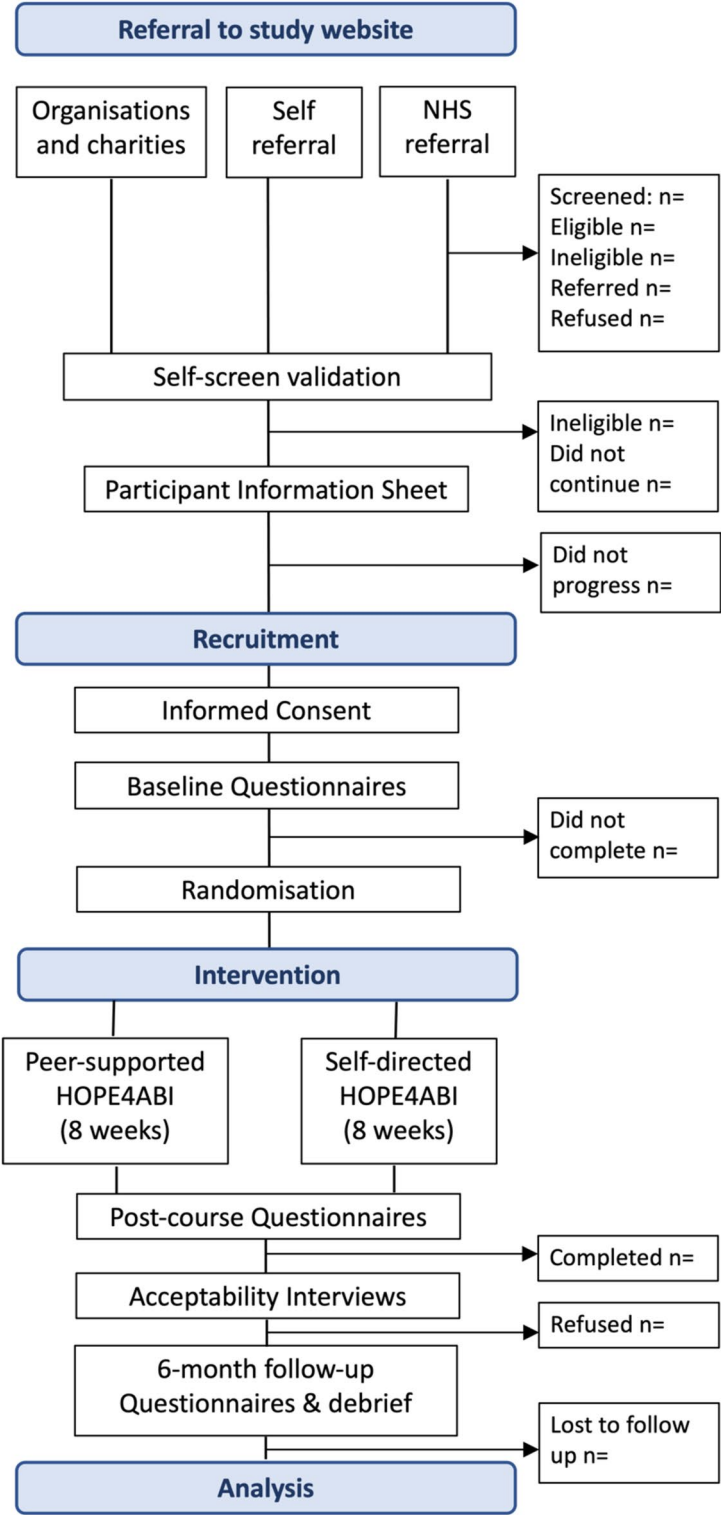 Referral to study website
Organisations
and charities
Self
referral
NHS
referral
Screened: n=
Eligible n=
Ineligible n=
Referred n=
Refused n=
Self-screen validation
Ineligible n=
Did not
continue n=
Participant Information Sheet
Did not
progress n=
Recruitment
Informed Consent
Baseline Questionnaires
Did not
complete n=
Randomisation
Intervention
Peer-supported
HOPE4ABI
(8 weeks)
Self-directed
HOPE4ABI
(8 weeks)
Post-course Questionnaires
Completed n=
Acceptability Interviews
Refused n=
6-month follow-up
Questionnaires & debrief
Lost to follow
up n=
Analysis